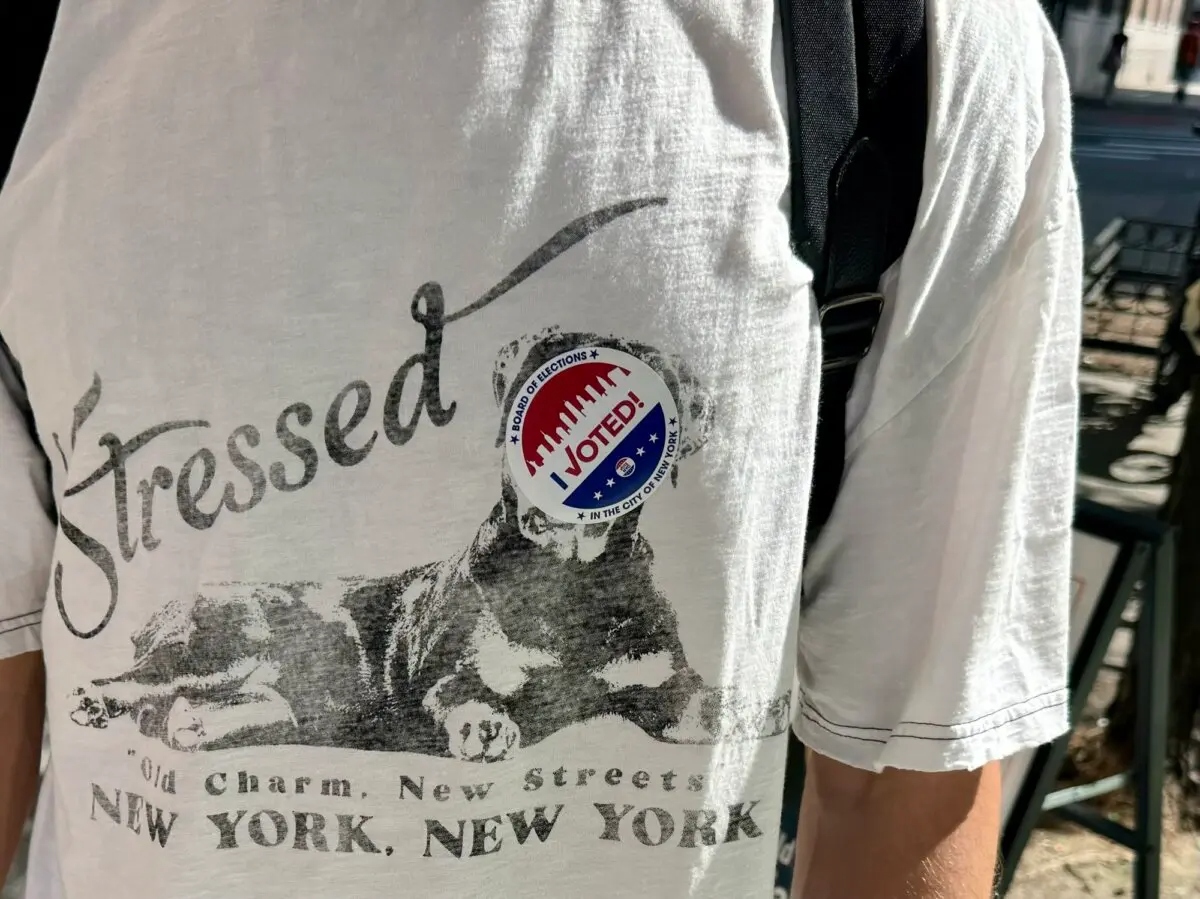 Stressed
★ BOARD OF ELECTIONS ★
I VOTED!
★ IN THE CITY OF NEW YORK ★
"Old Charm, New Streets
NEW YORK, NEW YORK